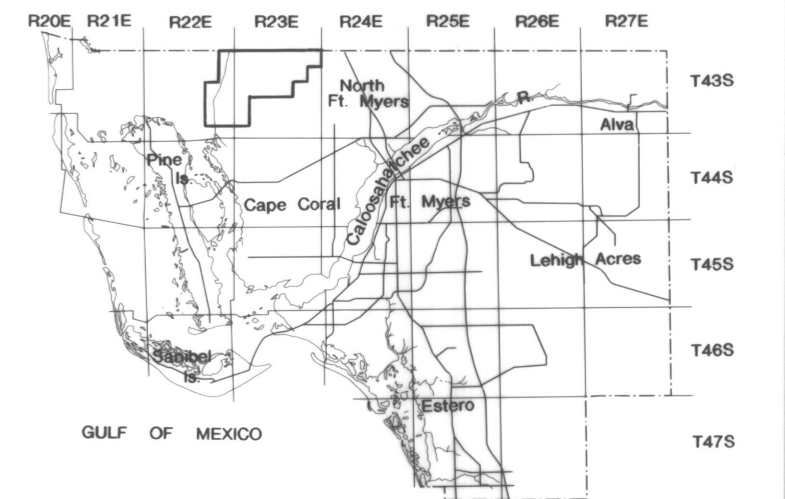 R20E R21E R22E R23E R24E R25E R26E R27E
T43S
North
Ft. Myers
R.
Alva
Caloosahatchee
Pine
Is.
T44S
Cape Coral
Ft. Myers
Lehigh Acres
T45S
Sanibel
Is.
T46S
Estero
GULF OF MEXICO
T47S